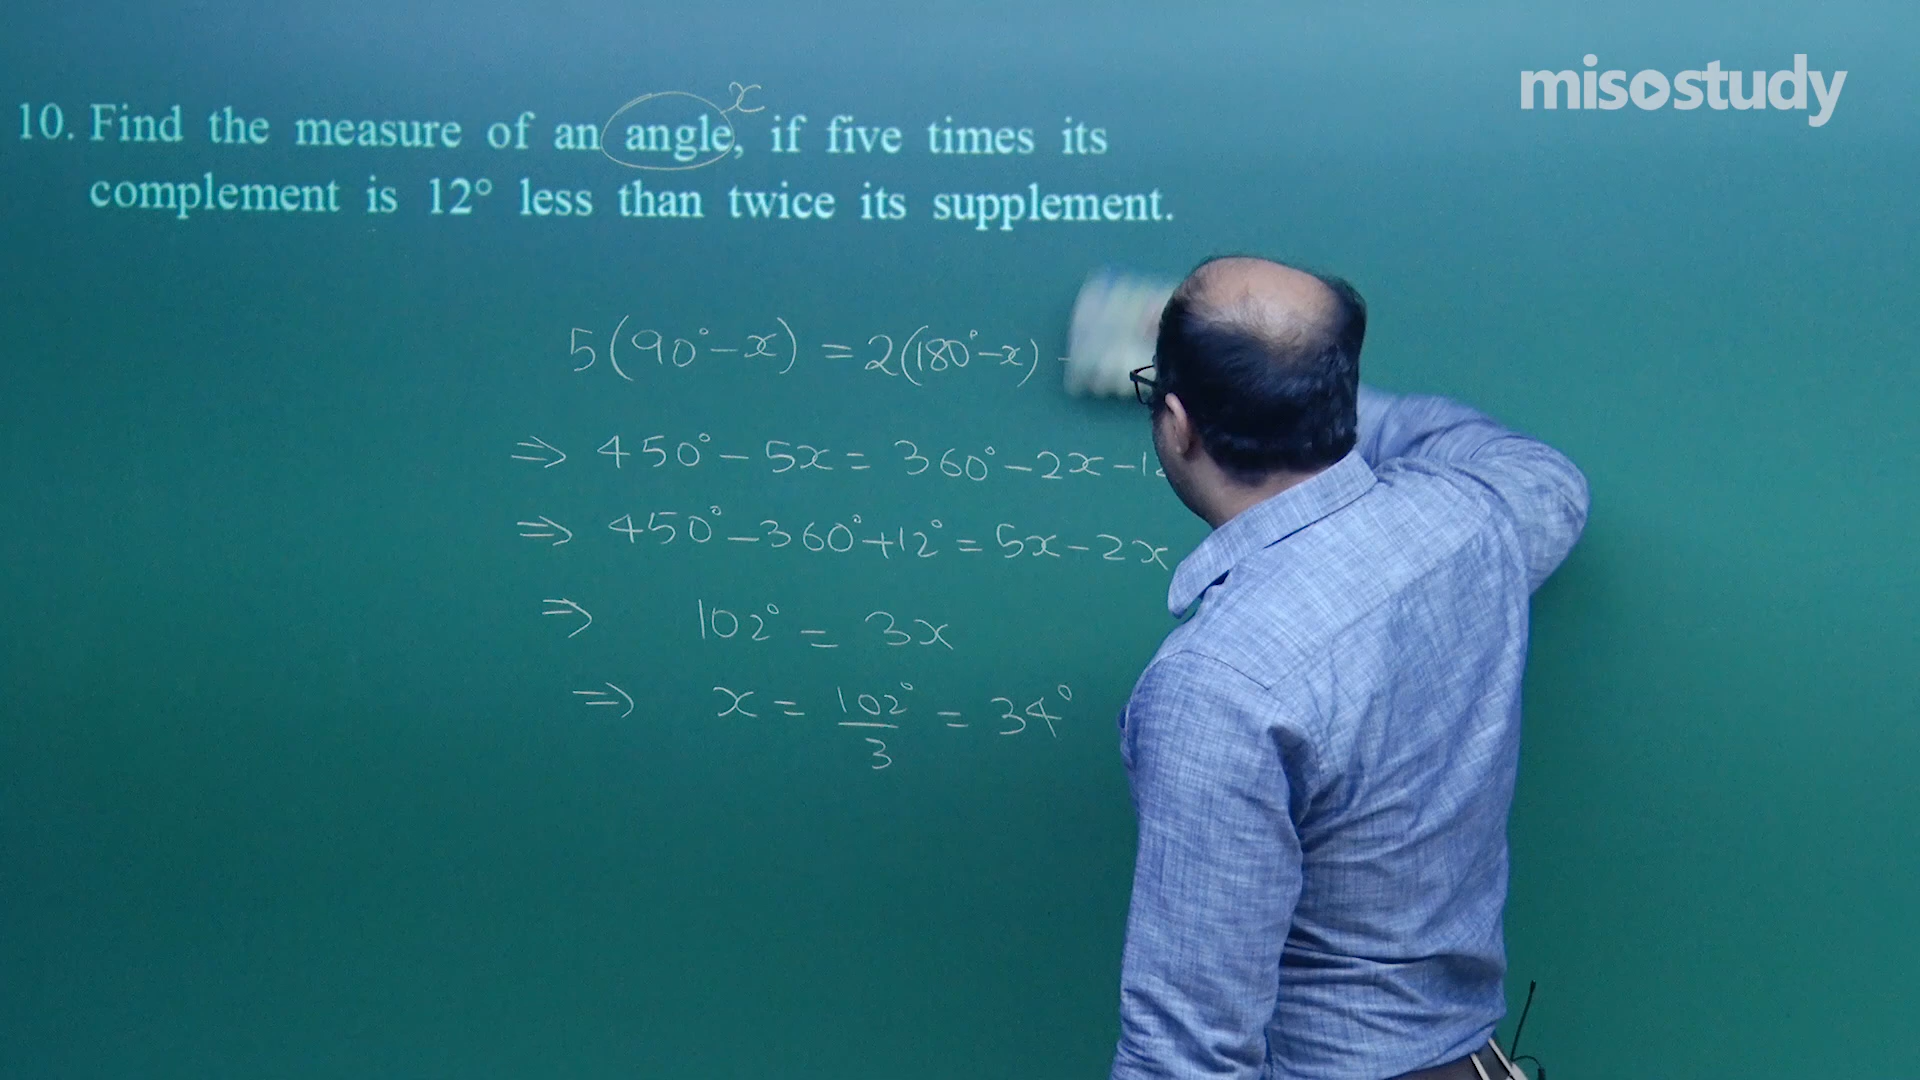 misostudy
x
10. Find the measure of an angle, if five times its
complement is 12° less than twice its supplement.
5(90°-x) = 2(180°-x) -
⇒ 450° - 5x = 360° - 2x - 1
⇒ 450° - 360° + 12° = 5x - 2x
⇒ 102° = 3x
⇒ x = 102°/3 = 34°